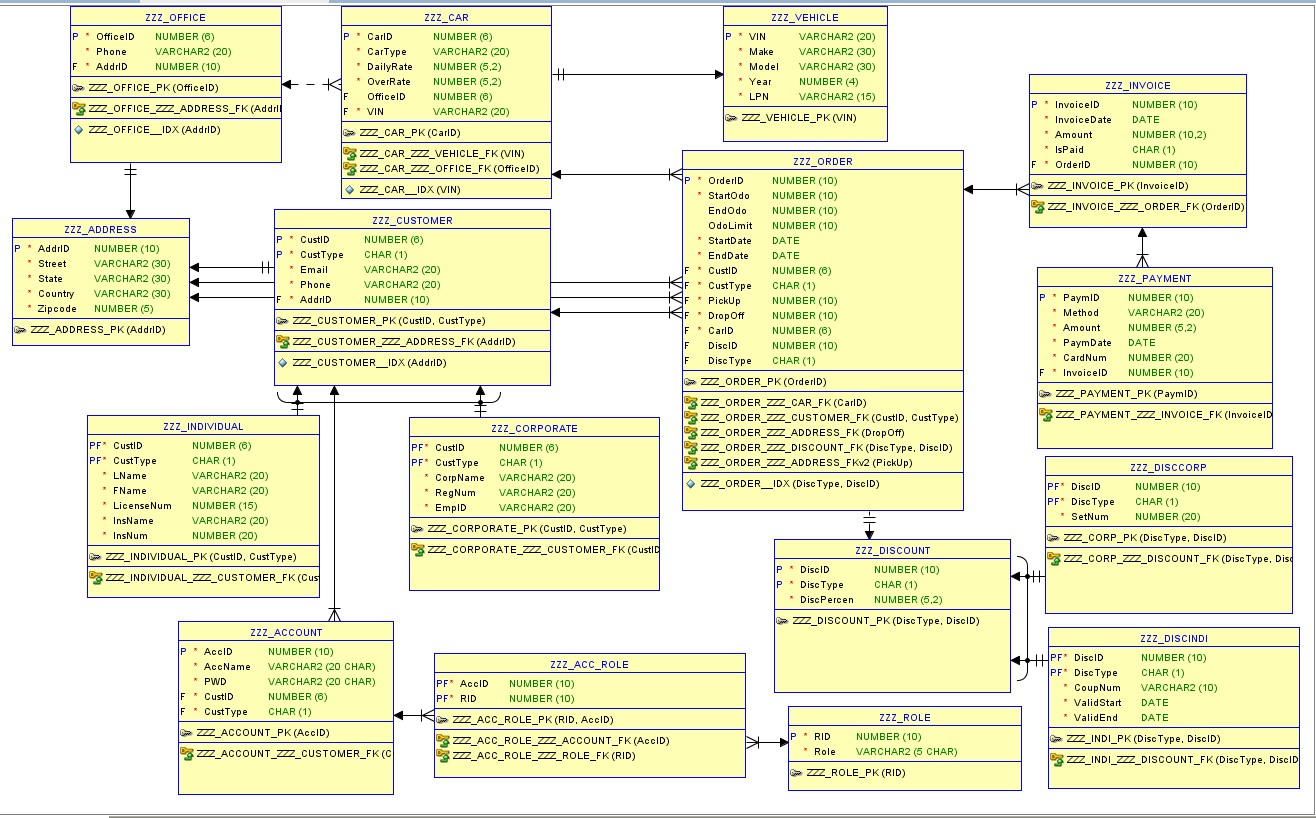 ZZZ_OFFICE
P * OfficeID NUMBER (6)
* Phone VARCHAR2 (20)
F * AddrID NUMBER (10)
ZZZ_OFFICE_PK (OfficeID)
ZZZ_OFFICE_ZZZ_ADDRESS_FK (AddrI
ZZZ_OFFICE__IDX (AddrID)
ZZZ_CAR
P * CarID NUMBER (6)
* CarType VARCHAR2 (20)
* DailyRate NUMBER (5,2)
* OverRate NUMBER (5,2)
F OfficeID NUMBER (6)
F * VIN VARCHAR2 (20)
ZZZ_CAR_PK (CarID)
ZZZ_CAR_ZZZ_VEHICLE_FK (VIN)
ZZZ_CAR_ZZZ_OFFICE_FK (OfficeID)
ZZZ_CAR__IDX (VIN)
ZZZ_VEHICLE
P * VIN VARCHAR2 (20)
* Make VARCHAR2 (30)
* Model VARCHAR2 (30)
* Year NUMBER (4)
* LPN VARCHAR2 (15)
ZZZ_VEHICLE_PK (VIN)
ZZZ_INVOICE
P * InvoiceID NUMBER (10)
* InvoiceDate DATE
* Amount NUMBER (10,2)
* IsPaid CHAR (1)
F * OrderID NUMBER (10)
ZZZ_INVOICE_PK (InvoiceID)
ZZZ_INVOICE_ZZZ_ORDER_FK (OrderID)
ZZZ_ORDER
P * OrderID NUMBER (10)
* StartOdo NUMBER (10)
EndOdo NUMBER (10)
OdoLimit NUMBER (10)
* StartDate DATE
* EndDate DATE
F * CustID NUMBER (6)
F * CustType CHAR (1)
F * PickUp NUMBER (10)
F * DropOff NUMBER (10)
F * CarID NUMBER (6)
F DiscID NUMBER (10)
F DiscType CHAR (1)
ZZZ_ORDER_PK (OrderID)
ZZZ_ORDER_ZZZ_CAR_FK (CarID)
ZZZ_ORDER_ZZZ_CUSTOMER_FK (CustID, CustType)
ZZZ_ORDER_ZZZ_ADDRESS_FK (DropOff)
ZZZ_ORDER_ZZZ_DISCOUNT_FK (DiscType, DiscID)
ZZZ_ORDER_ZZZ_ADDRESS_FKv2 (PickUp)
ZZZ_ORDER__IDX (DiscType, DiscID)
ZZZ_ADDRESS
P * AddrID NUMBER (10)
* Street VARCHAR2 (30)
* State VARCHAR2 (30)
* Country VARCHAR2 (30)
* Zipcode NUMBER (5)
ZZZ_ADDRESS_PK (AddrID)
ZZZ_CUSTOMER
P * CustID NUMBER (6)
P * CustType CHAR (1)
* Email VARCHAR2 (20)
* Phone VARCHAR2 (20)
F * AddrID NUMBER (10)
ZZZ_CUSTOMER_PK (CustID, CustType)
ZZZ_CUSTOMER_ZZZ_ADDRESS_FK (AddrID)
ZZZ_CUSTOMER__IDX (AddrID)
ZZZ_PAYMENT
P * PaymID NUMBER (10)
* Method VARCHAR2 (20)
* Amount NUMBER (5,2)
* PaymDate DATE
* CardNum NUMBER (20)
F * InvoiceID NUMBER (10)
ZZZ_PAYMENT_PK (PaymID)
ZZZ_PAYMENT_ZZZ_INVOICE_FK (InvoiceID
ZZZ_INDIVIDUAL
PF* CustID NUMBER (6)
PF* CustType CHAR (1)
* LName VARCHAR2 (20)
* FName VARCHAR2 (20)
* LicenseNum NUMBER (15)
* InsName VARCHAR2 (20)
* InsNum NUMBER (20)
ZZZ_INDIVIDUAL_PK (CustID, CustType)
ZZZ_INDIVIDUAL_ZZZ_CUSTOMER_FK (Cus
ZZZ_CORPORATE
PF* CustID NUMBER (6)
PF* CustType CHAR (1)
* CorpName VARCHAR2 (20)
* RegNum VARCHAR2 (20)
* EmpID VARCHAR2 (20)
ZZZ_CORPORATE_PK (CustID, CustType)
ZZZ_CORPORATE_ZZZ_CUSTOMER_FK (CustID
ZZZ_DISCCORP
PF* DiscID NUMBER (10)
PF* DiscType CHAR (1)
* SetNum NUMBER (20)
ZZZ_CORP_PK (DiscType, DiscID)
ZZZ_CORP_ZZZ_DISCOUNT_FK (DiscType, Disc
ZZZ_DISCOUNT
P * DiscID NUMBER (10)
P * DiscType CHAR (1)
* DiscPercen NUMBER (5,2)
ZZZ_DISCOUNT_PK (DiscType, DiscID)
ZZZ_DISCINDI
PF* DiscID NUMBER (10)
PF* DiscType CHAR (1)
* CoupNum VARCHAR2 (10)
* ValidStart DATE
* ValidEnd DATE
ZZZ_INDI_PK (DiscType, DiscID)
ZZZ_INDI_ZZZ_DISCOUNT_FK (DiscType, DiscID
ZZZ_ACCOUNT
P * AccID NUMBER (10)
* AccName VARCHAR2 (20 CHAR)
* PWD VARCHAR2 (20 CHAR)
F * CustID NUMBER (6)
F * CustType CHAR (1)
ZZZ_ACCOUNT_PK (AccID)
ZZZ_ACCOUNT_ZZZ_CUSTOMER_FK (C
ZZZ_ACC_ROLE
PF* AccID NUMBER (10)
PF* RID NUMBER (10)
ZZZ_ACC_ROLE_PK (RID, AccID)
ZZZ_ACC_ROLE_ZZZ_ACCOUNT_FK (AccID)
ZZZ_ACC_ROLE_ZZZ_ROLE_FK (RID)
ZZZ_ROLE
P * RID NUMBER (10)
* Role VARCHAR2 (5 CHAR)
ZZZ_ROLE_PK (RID)